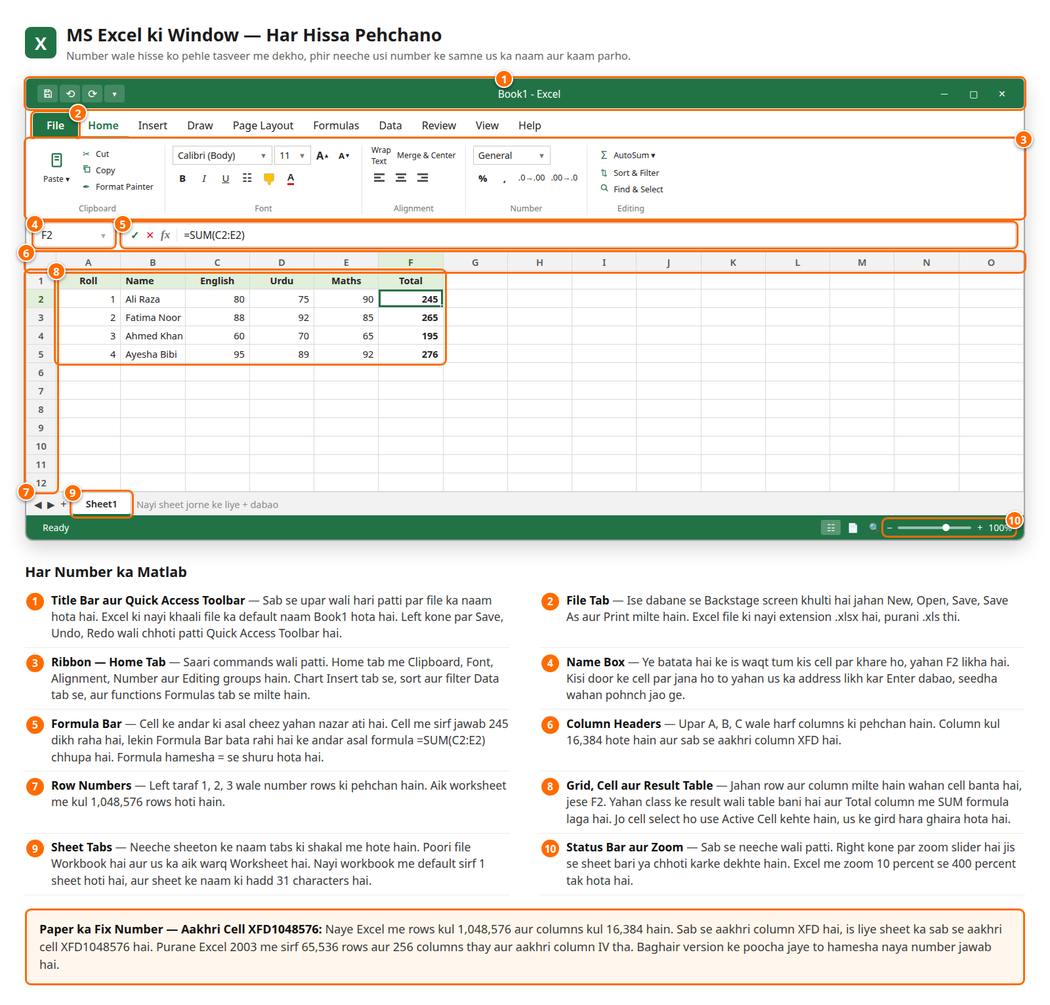 X
MS Excel ki Window — Har Hissa Pehchano
Number wale hisse ko pehle tasveer me dekho, phir neeche usi number ke samne us ka naam aur kaam parho.
1
Book1 - Excel
2
File Home Insert Draw Page Layout Formulas Data Review View Help
3
Paste ▾
Cut
Copy
Format Painter
Clipboard
Calibri (Body) ▾ 11 ▾ A▴ A▾
B I U A
Font
Wrap Text
Merge & Center
Alignment
General ▾
% , .0→.00 .00→.0
Number
∑ AutoSum ▾
Sort & Filter
Find & Select
Editing
4
F2
5
✓ ✕ fx =SUM(C2:E2)
6
A B C D E F G H I J K L M N O
8
1 Roll Name English Urdu Maths Total
2 1 Ali Raza 80 75 90 245
3 2 Fatima Noor 88 92 85 265
4 3 Ahmed Khan 60 70 65 195
5 4 Ayesha Bibi 95 89 92 276
6
7
8
9
10
11
12
7
9
◀ ▶ + Sheet1 Nayi sheet jorne ke liye + dabao
10
Ready − + 100%
Har Number ka Matlab
1 Title Bar aur Quick Access Toolbar — Sab se upar wali hari patti par file ka naam
hota hai. Excel ki nayi khaali file ka default naam Book1 hota hai. Left kone par Save,
Undo, Redo wali chhoti patti Quick Access Toolbar hai.
2 File Tab — Ise dabane se Backstage screen khulti hai jahan New, Open, Save, Save
As aur Print milte hain. Excel file ki nayi extension .xlsx hai, purani .xls thi.
3 Ribbon — Home Tab — Saari commands wali patti. Home tab me Clipboard, Font,
Alignment, Number aur Editing groups hain. Chart Insert tab se, sort aur filter Data
tab se, aur functions Formulas tab se milte hain.
4 Name Box — Ye batata hai ke is waqt tum kis cell par khare ho, yahan F2 likha hai.
Kisi door ke cell par jana ho to yahan us ka address likh kar Enter dabao, seedha
wahan pohnch jao ge.
5 Formula Bar — Cell ke andar ki asal cheez yahan nazar ati hai. Cell me sirf jawab 245
dikh raha hai, lekin Formula Bar bata rahi hai ke andar asal formula =SUM(C2:E2)
chhupa hai. Formula hamesha = se shuru hota hai.
6 Column Headers — Upar A, B, C wale harf columns ki pehchan hain. Column kul
16,384 hote hain aur sab se aakhri column XFD hai.
7 Row Numbers — Left taraf 1, 2, 3 wale number rows ki pehchan hain. Aik worksheet
me kul 1,048,576 rows hoti hain.
8 Grid, Cell aur Result Table — Jahan row aur column milte hain wahan cell banta hai,
jese F2. Yahan class ke result wali table bani hai aur Total column me SUM formula
laga hai. Jo cell select ho use Active Cell kehte hain, us ke gird hara ghaira hota hai.
9 Sheet Tabs — Neeche sheeton ke naam tabs ki shakal me hote hain. Poori file
Workbook hai aur us ka aik warq Worksheet hai. Nayi workbook me default sirf 1
sheet hoti hai, aur sheet ke naam ki hadd 31 characters hai.
10 Status Bar aur Zoom — Sab se neeche wali patti. Right kone par zoom slider hai jis
se sheet bari ya chhoti karke dekhte hain. Excel me zoom 10 percent se 400 percent
tak hota hai.
Paper ka Fix Number — Aakhri Cell XFD1048576: Naye Excel me rows kul 1,048,576 aur columns kul 16,384 hain. Sab se aakhri column XFD hai, is liye sheet ka sab se aakhri
cell XFD1048576 hai. Purane Excel 2003 me sirf 65,536 rows aur 256 columns thay aur aakhri column IV tha. Baghair version ke poocha jaye to hamesha naya number jawab
hai.